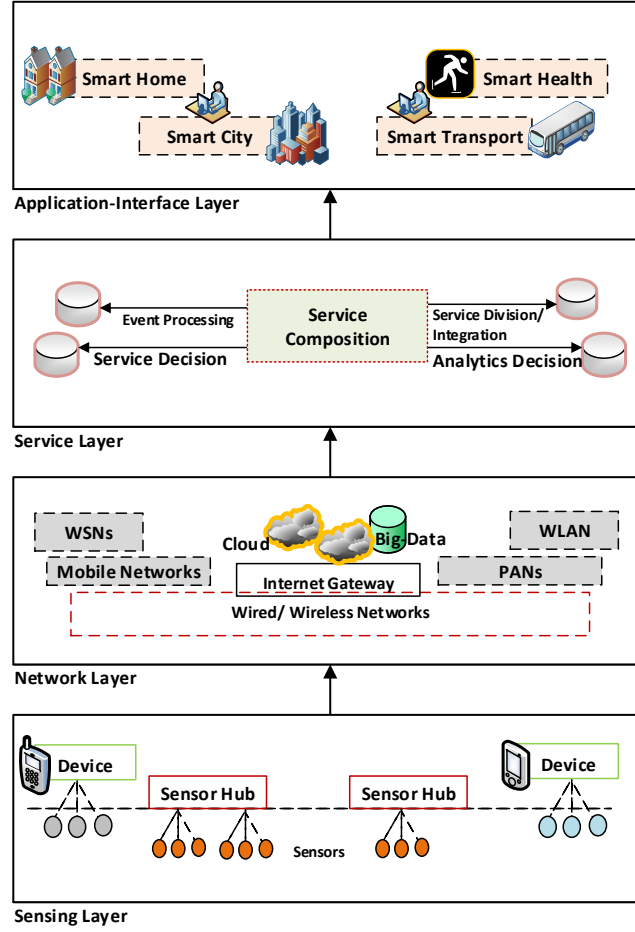 Smart Home
Smart Health
Smart City
Smart Transport
Application-Interface Layer
Event Processing
Service
Composition
Service Division/
Integration
Service Decision
Analytics Decision
Service Layer
WSNs
Cloud
Big-Data
WLAN
Mobile Networks
Internet Gateway
PANs
Wired/ Wireless Networks
Network Layer
Device
Sensor Hub
Sensor Hub
Device
Sensors
Sensing Layer